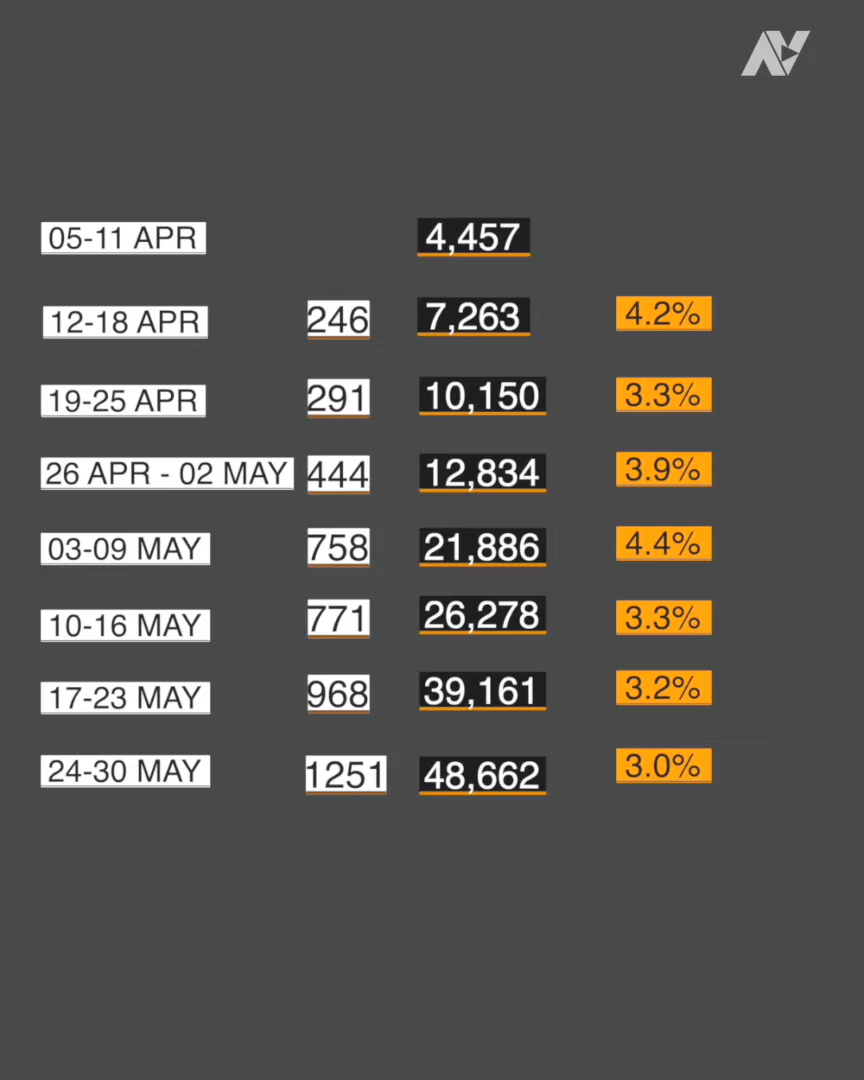 05-11 APR 4,457
12-18 APR 246 7,263 4.2%
19-25 APR 291 10,150 3.3%
26 APR - 02 MAY 444 12,834 3.9%
03-09 MAY 758 21,886 4.4%
10-16 MAY 771 26,278 3.3%
17-23 MAY 968 39,161 3.2%
24-30 MAY 1251 48,662 3.0%